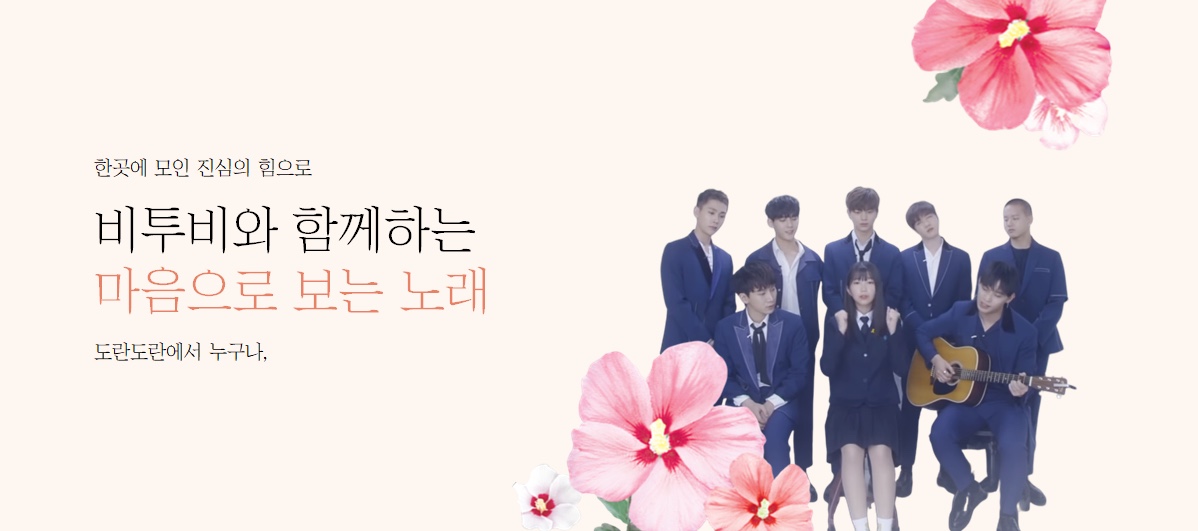 한곳에 모인 진심의 힘으로
비투비와 함께하는
마음으로 보는 노래
도란도란에서 누구나,